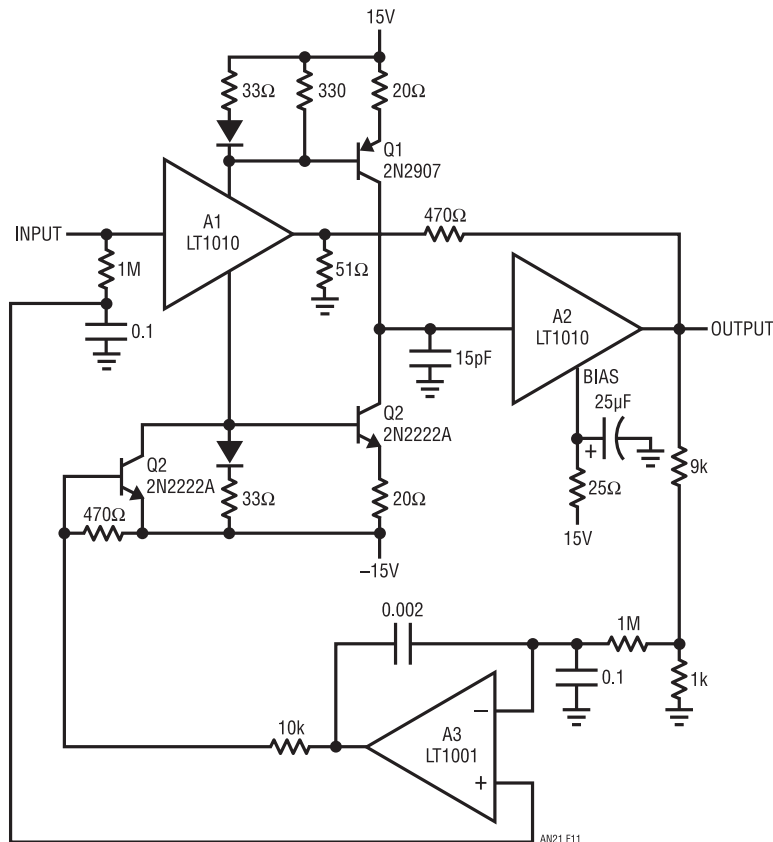 15V
33Ω
330
20Ω
Q1
2N2907
A1
LT1010
INPUT
470Ω
1M
51Ω
0.1
A2
LT1010
OUTPUT
15pF
BIAS
25µF
+
Q2
2N2222A
Q2
2N2222A
9k
33Ω
20Ω
25Ω
470Ω
15V
–15V
0.002
1M
0.1
1k
10k
–
A3
LT1001
+
AN21 F11